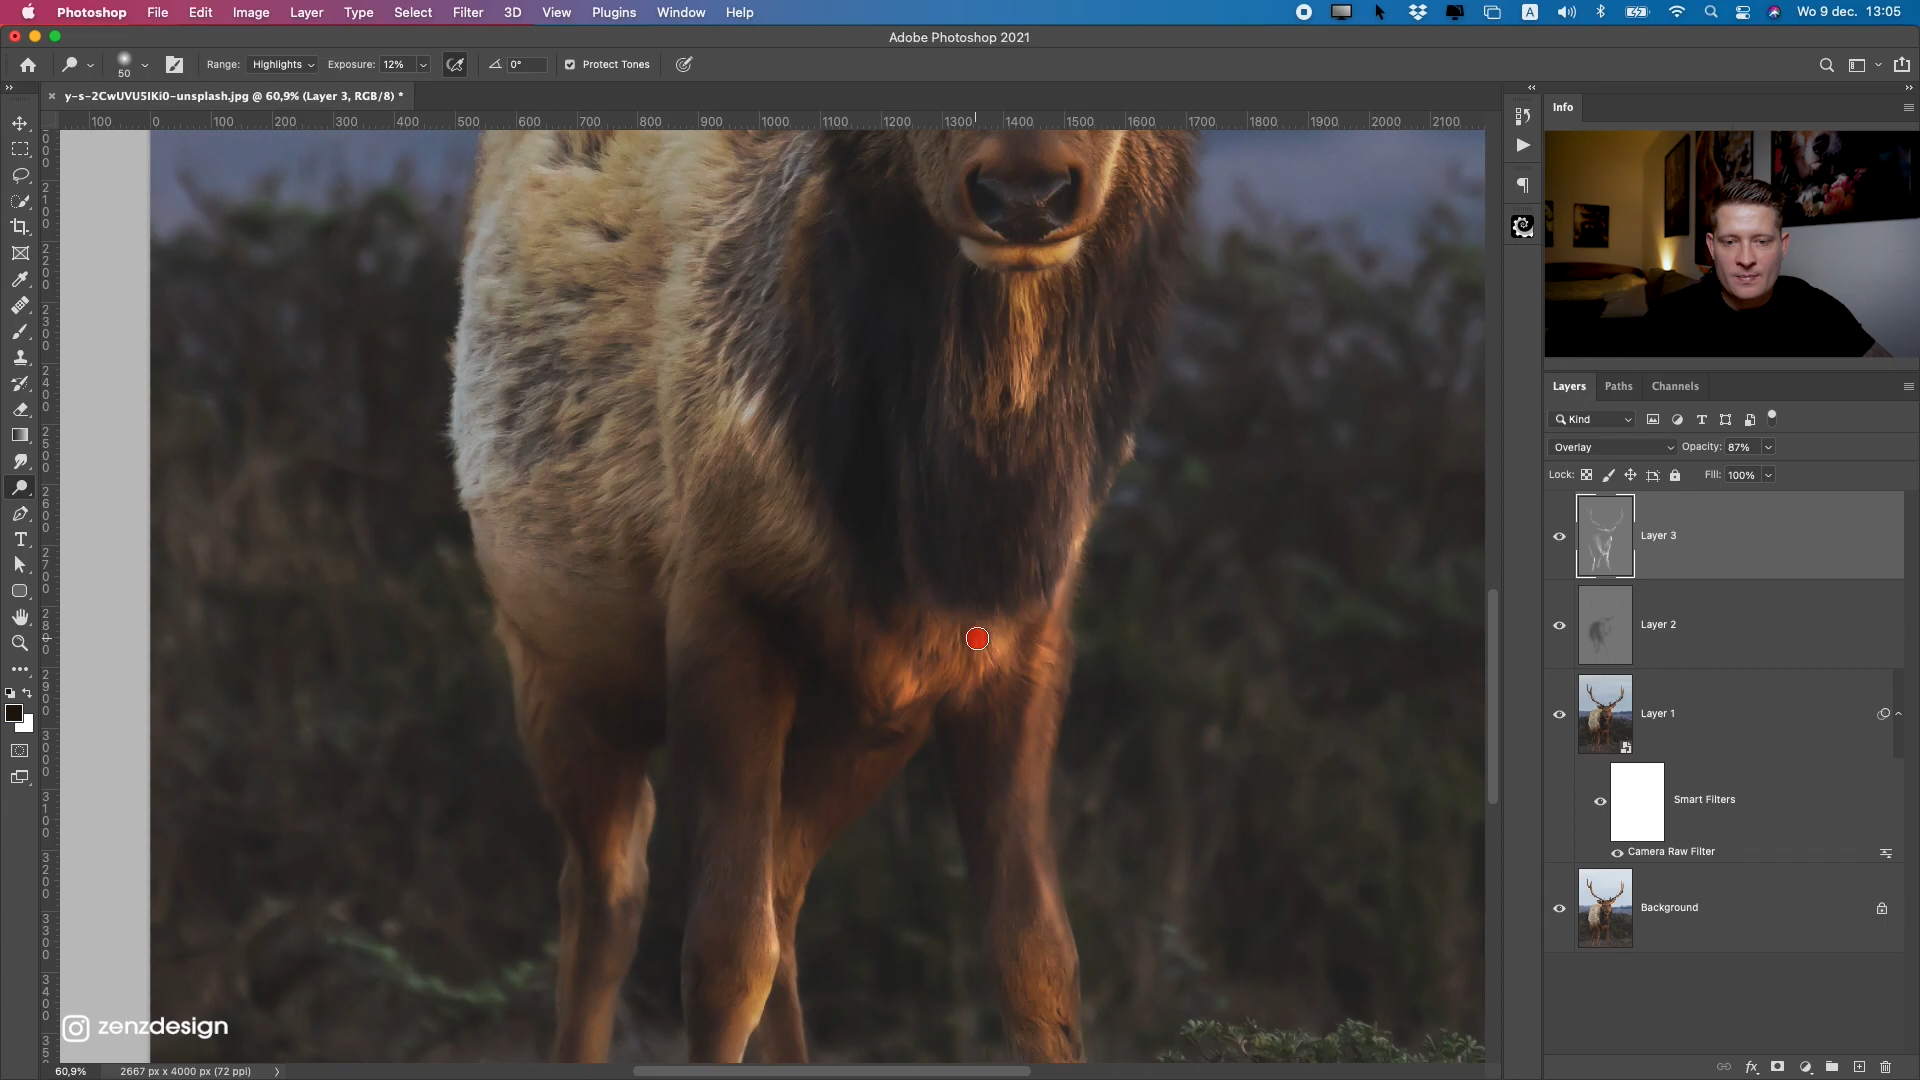 Photoshop File Edit Image Layer Type Select Filter 3D View Plugins Window Help A Wo 9 dec. 13:05
Adobe Photoshop 2021
50 Range: Highlights Exposure: 12% 0° Protect Tones
y-s-2CwUVU5IKi0-unsplash.jpg @ 60,9% (Layer 3, RGB/8) *
100 0 100 200 300 400 500 600 700 800 900 1000 1100 1200 1300 1400 1500 1600 1700 1800 1900 2000 2100
Info
Layers Paths Channels
Kind
Overlay Opacity: 87%
Lock: Fill: 100%
Layer 3
Layer 2
Layer 1
Smart Filters
Camera Raw Filter
Background
zenzdesign
60,9% 2667 px x 4000 px (72 ppi)